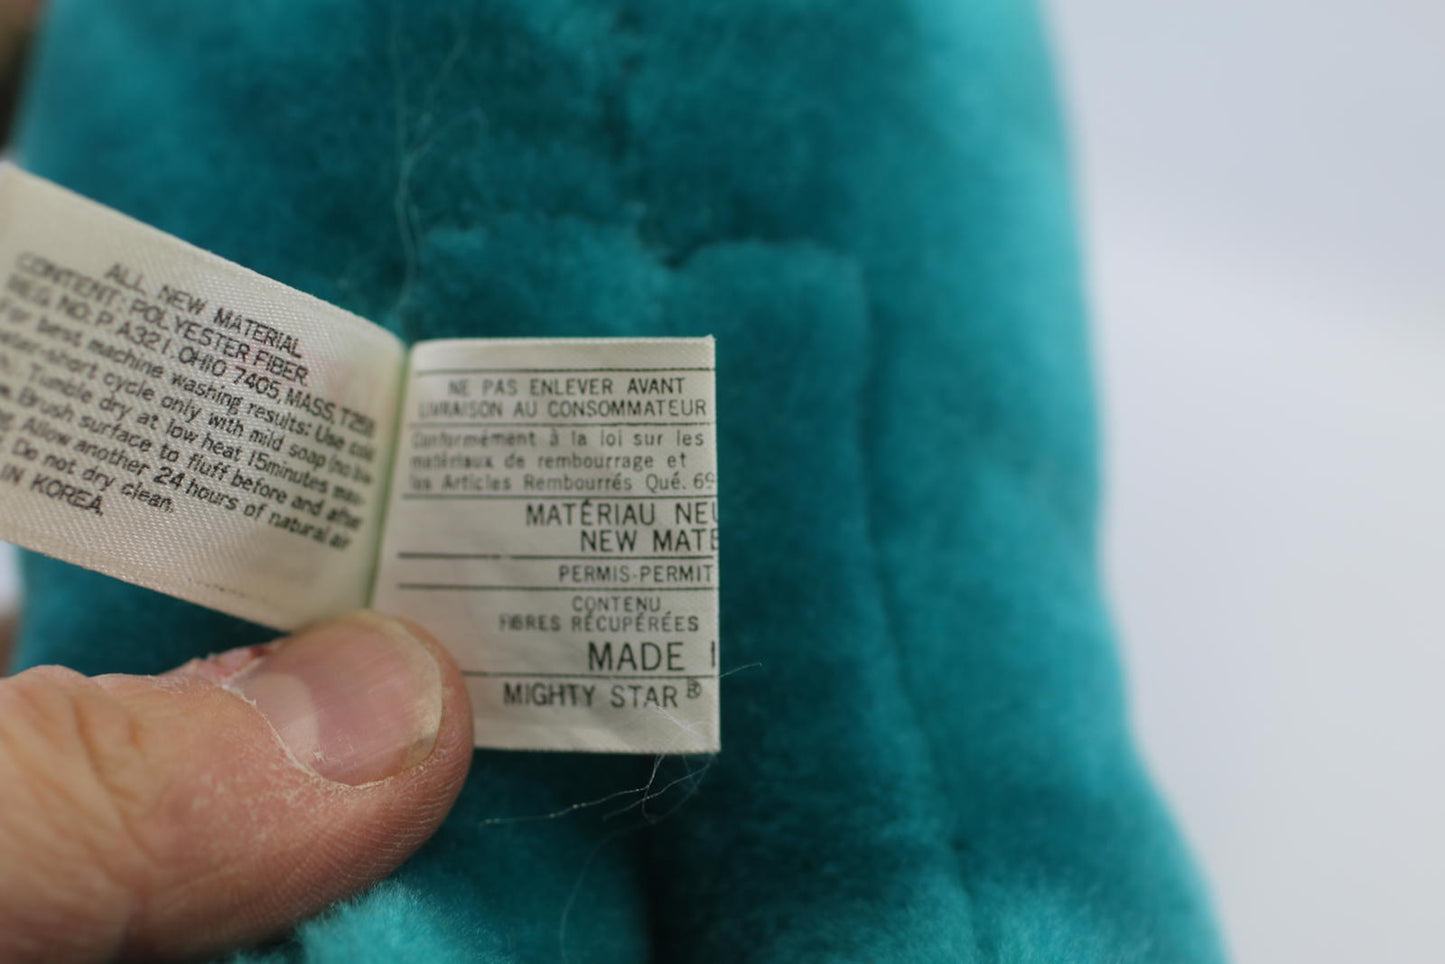 ALL NEW MATERIAL
CONTENT: POLYESTER FIBER
REG. NO. P A321, OHIO 7405, MASS. T25
For best machine washing results: Use cold
water-short cycle only with mild soap (no
Tumble dry at low heat 15minutes
Brush surface to fluff before and after
Allow another 24 hours of natural air
Do not dry clean.
IN KOREA,
NE PAS ENLEVER AVANT
LIVRAISON AU CONSOMMATEUR
Conformément à la loi sur les
matériaux de rembourrage et
les Articles Rembourrés Qué. 69
MATÉRIAU NEU
NEW MATE
PERMIS-PERMIT
CONTENU
FIBRES RÉCUPÉRÉES
MADE I
MIGHTY STAR®